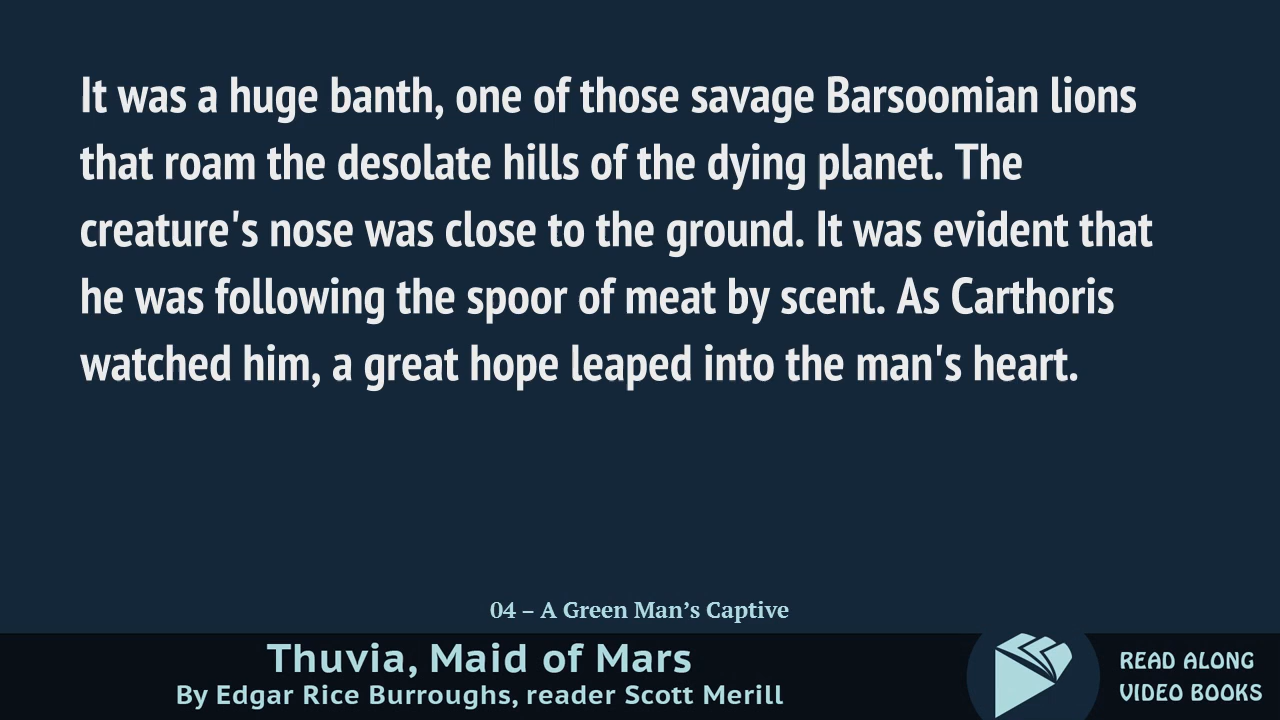 It was a huge banth, one of those savage Barsoomian lions
that roam the desolate hills of the dying planet. The
creature's nose was close to the ground. It was evident that
he was following the spoor of meat by scent. As Carthoris
watched him, a great hope leaped into the man's heart.
04 – A Green Man’s Captive
Thuvia, Maid of Mars
By Edgar Rice Burroughs, reader Scott Merill
READ ALONG
VIDEO BOOKS